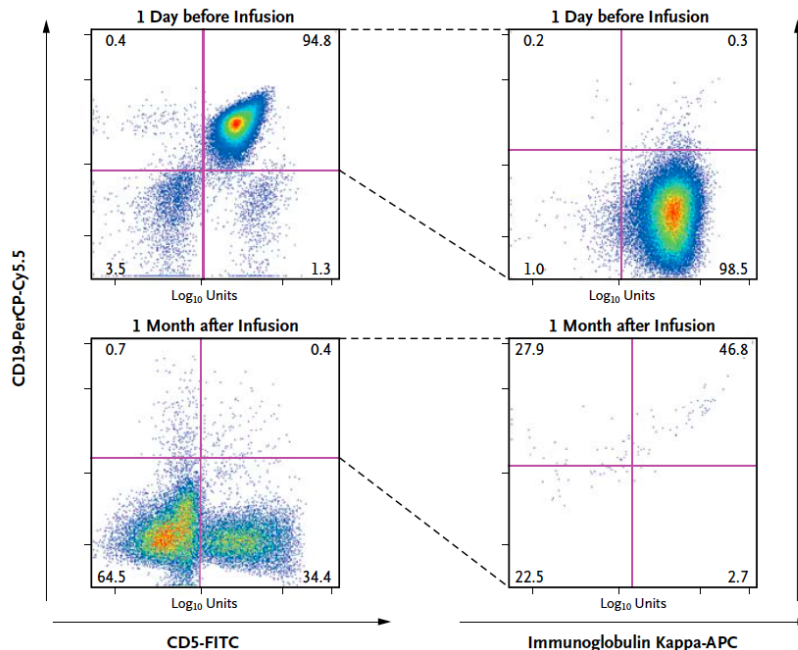 1 Day before Infusion
1 Day before Infusion
0.4
94.8
0.2
0.3
3.5
1.3
1.0
98.5
Log10 Units
Log10 Units
CD19-PerCP-Cy5.5
1 Month after Infusion
1 Month after Infusion
0.7
0.4
27.9
46.8
64.5
34.4
22.5
2.7
Log10 Units
Log10 Units
CD5-FITC
Immunoglobulin Kappa-APC